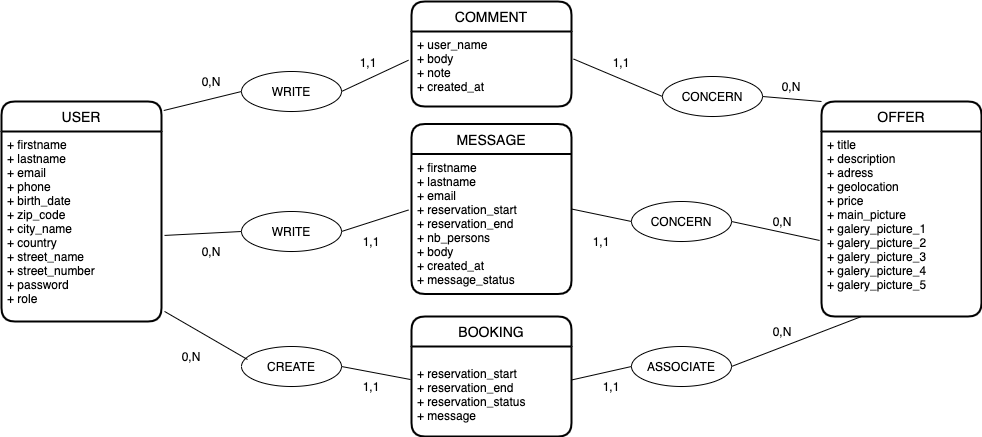 COMMENT
+ user_name
+ body
+ note
+ created_at
1,1
1,1
0,N
WRITE
CONCERN
0,N
USER
+ firstname
+ lastname
+ email
+ phone
+ birth_date
+ zip_code
+ city_name
+ country
+ street_name
+ street_number
+ password
+ role
MESSAGE
+ firstname
+ lastname
+ email
+ reservation_start
+ reservation_end
+ nb_persons
+ body
+ created_at
+ message_status
OFFER
+ title
+ description
+ adress
+ geolocation
+ price
+ main_picture
+ galery_picture_1
+ galery_picture_2
+ galery_picture_3
+ galery_picture_4
+ galery_picture_5
0,N
WRITE
1,1
1,1
CONCERN
0,N
BOOKING
+ reservation_start
+ reservation_end
+ reservation_status
+ message
0,N
CREATE
1,1
1,1
ASSOCIATE
0,N